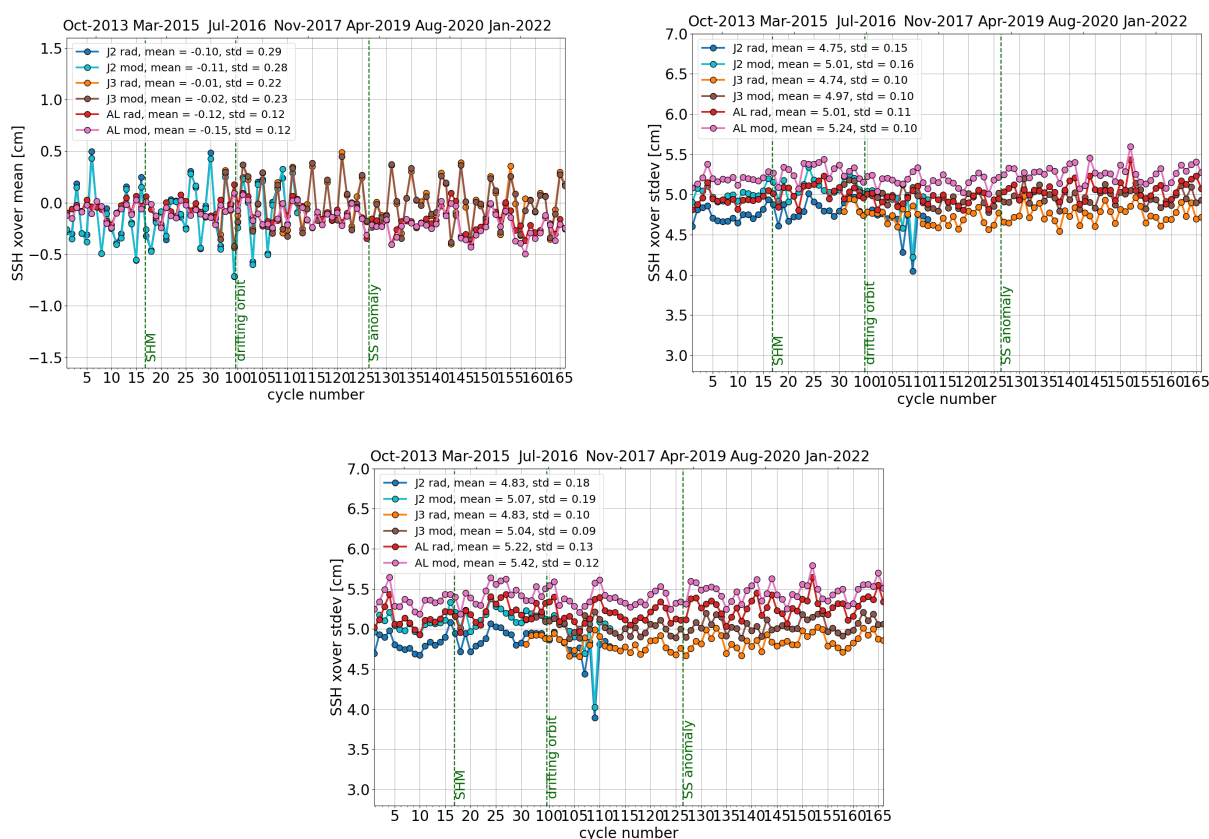 Oct-2013 Mar-2015 Jul-2016 Nov-2017 Apr-2019 Aug-2020 Jan-2022
1.5
1.0
0.5
0.0
−0.5
−1.0
−1.5
SSH xover mean [cm]
J2 rad, mean = -0.10, std = 0.29
J2 mod, mean = -0.11, std = 0.28
J3 rad, mean = -0.01, std = 0.22
J3 mod, mean = -0.02, std = 0.23
AL rad, mean = -0.12, std = 0.12
AL mod, mean = -0.15, std = 0.12
SHM
drifting orbit
SS anomaly
5 10 15 20 25 30 100 105 110 115 120 125 130 135 140 145 150 155 160 165
cycle number
Oct-2013 Mar-2015 Jul-2016 Nov-2017 Apr-2019 Aug-2020 Jan-2022
7.0
6.5
6.0
5.5
5.0
4.5
4.0
3.5
3.0
SSH xover stdev [cm]
J2 rad, mean = 4.75, std = 0.15
J2 mod, mean = 5.01, std = 0.16
J3 rad, mean = 4.74, std = 0.10
J3 mod, mean = 4.97, std = 0.10
AL rad, mean = 5.01, std = 0.11
AL mod, mean = 5.24, std = 0.10
SHM
drifting orbit
SS anomaly
5 10 15 20 25 30 100 105 110 115 120 125 130 135 140 145 150 155 160 165
cycle number
Oct-2013 Mar-2015 Jul-2016 Nov-2017 Apr-2019 Aug-2020 Jan-2022
7.0
6.5
6.0
5.5
5.0
4.5
4.0
3.5
3.0
SSH xover stdev [cm]
J2 rad, mean = 4.83, std = 0.18
J2 mod, mean = 5.07, std = 0.19
J3 rad, mean = 4.83, std = 0.10
J3 mod, mean = 5.04, std = 0.09
AL rad, mean = 5.22, std = 0.13
AL mod, mean = 5.42, std = 0.12
SHM
drifting orbit
SS anomaly
5 10 15 20 25 30 100 105 110 115 120 125 130 135 140 145 150 155 160 165
cycle number